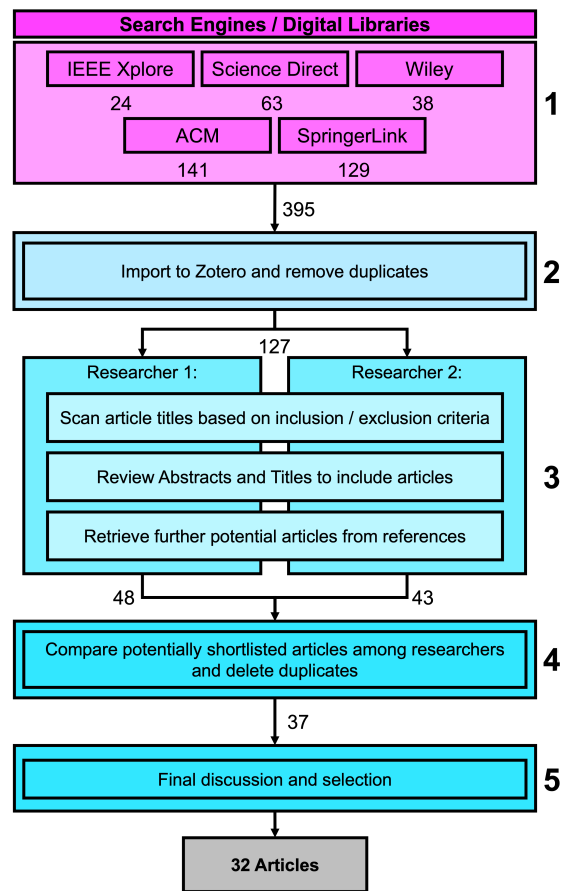 Search Engines / Digital Libraries
IEEE Xplore
Science Direct
Wiley
24
63
38
1
ACM
SpringerLink
141
129
395
Import to Zotero and remove duplicates
2
127
Researcher 1:
Researcher 2:
Scan article titles based on inclusion / exclusion criteria
Review Abstracts and Titles to include articles
3
Retrieve further potential articles from references
48
43
Compare potentially shortlisted articles among researchers
and delete duplicates
4
37
Final discussion and selection
5
32 Articles